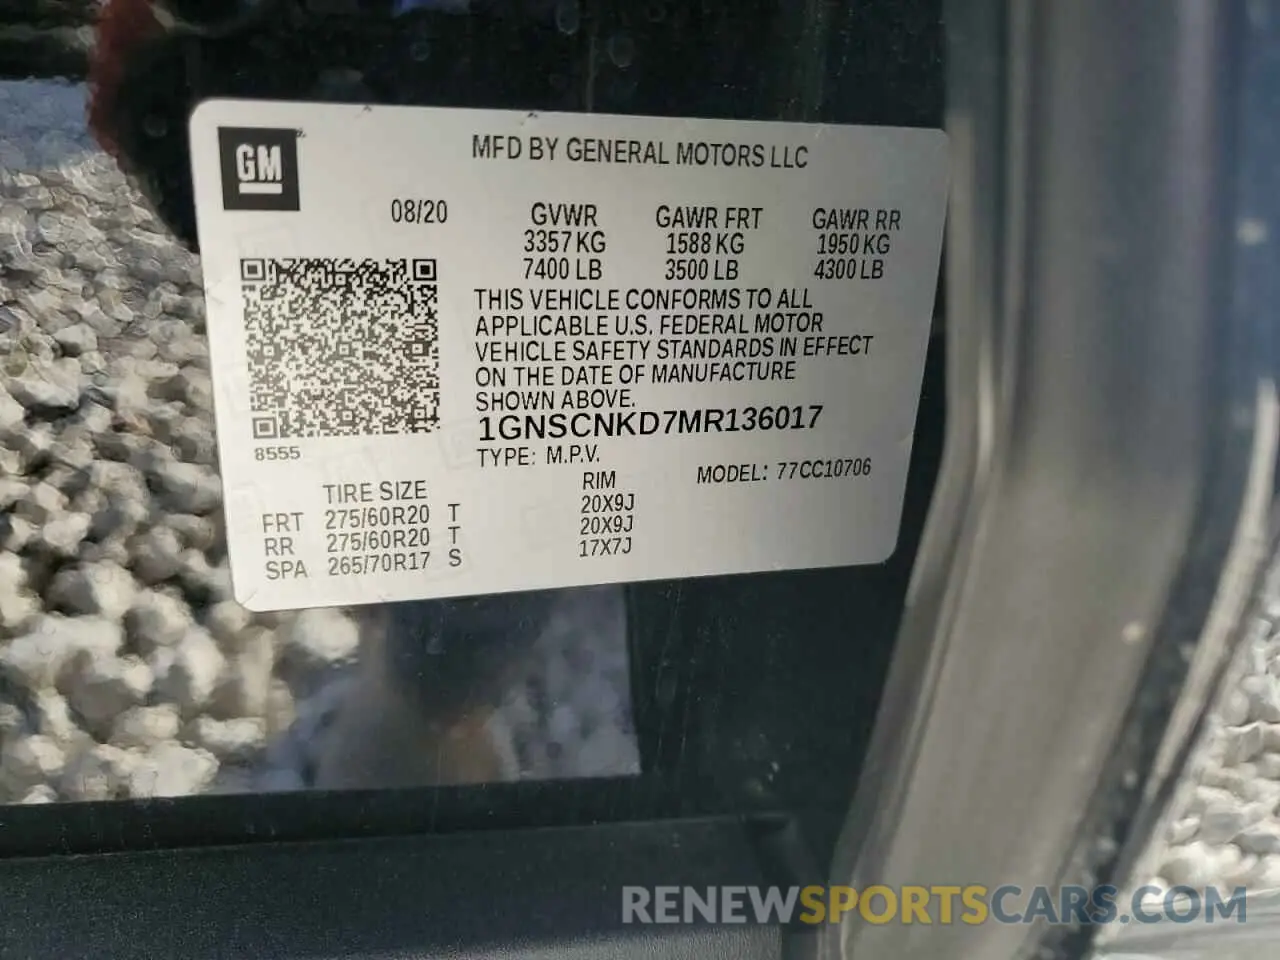 GM
MFD BY GENERAL MOTORS LLC
08/20
GVWR GAWR FRT GAWR RR
3357 KG 1588 KG 1950 KG
7400 LB 3500 LB 4300 LB
THIS VEHICLE CONFORMS TO ALL
APPLICABLE U.S. FEDERAL MOTOR
VEHICLE SAFETY STANDARDS IN EFFECT
ON THE DATE OF MANUFACTURE
SHOWN ABOVE.
1GNSCNKD7MR136017
8555
TYPE: M.P.V.
MODEL: 77CC10706
TIRE SIZE RIM
FRT 275/60R20 T 20X9J
RR 275/60R20 T 20X9J
SPA 265/70R17 S 17X7J
RENEWSPORTSCARS.COM